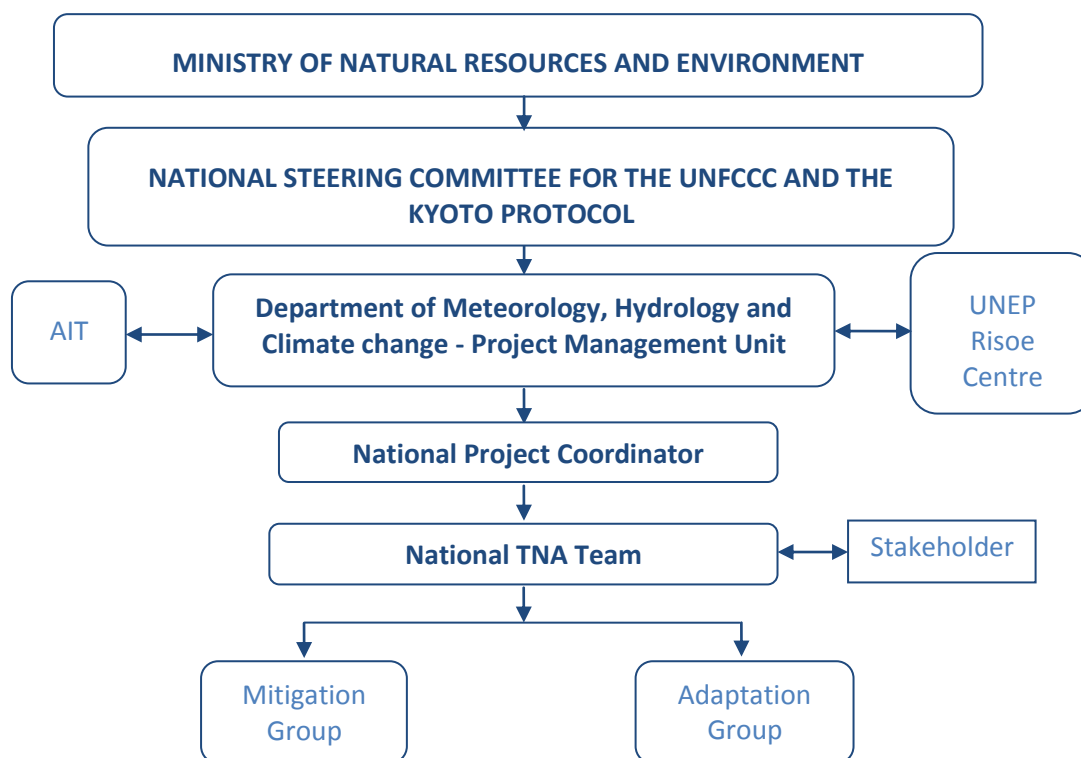 MINISTRY OF NATURAL RESOURCES AND ENVIRONMENT
NATIONAL STEERING COMMITTEE FOR THE UNFCCC AND THE
KYOTO PROTOCOL
AIT
Department of Meteorology, Hydrology and
Climate change - Project Management Unit
UNEP
Risoe
Centre
National Project Coordinator
National TNA Team
Stakeholder
Mitigation
Group
Adaptation
Group